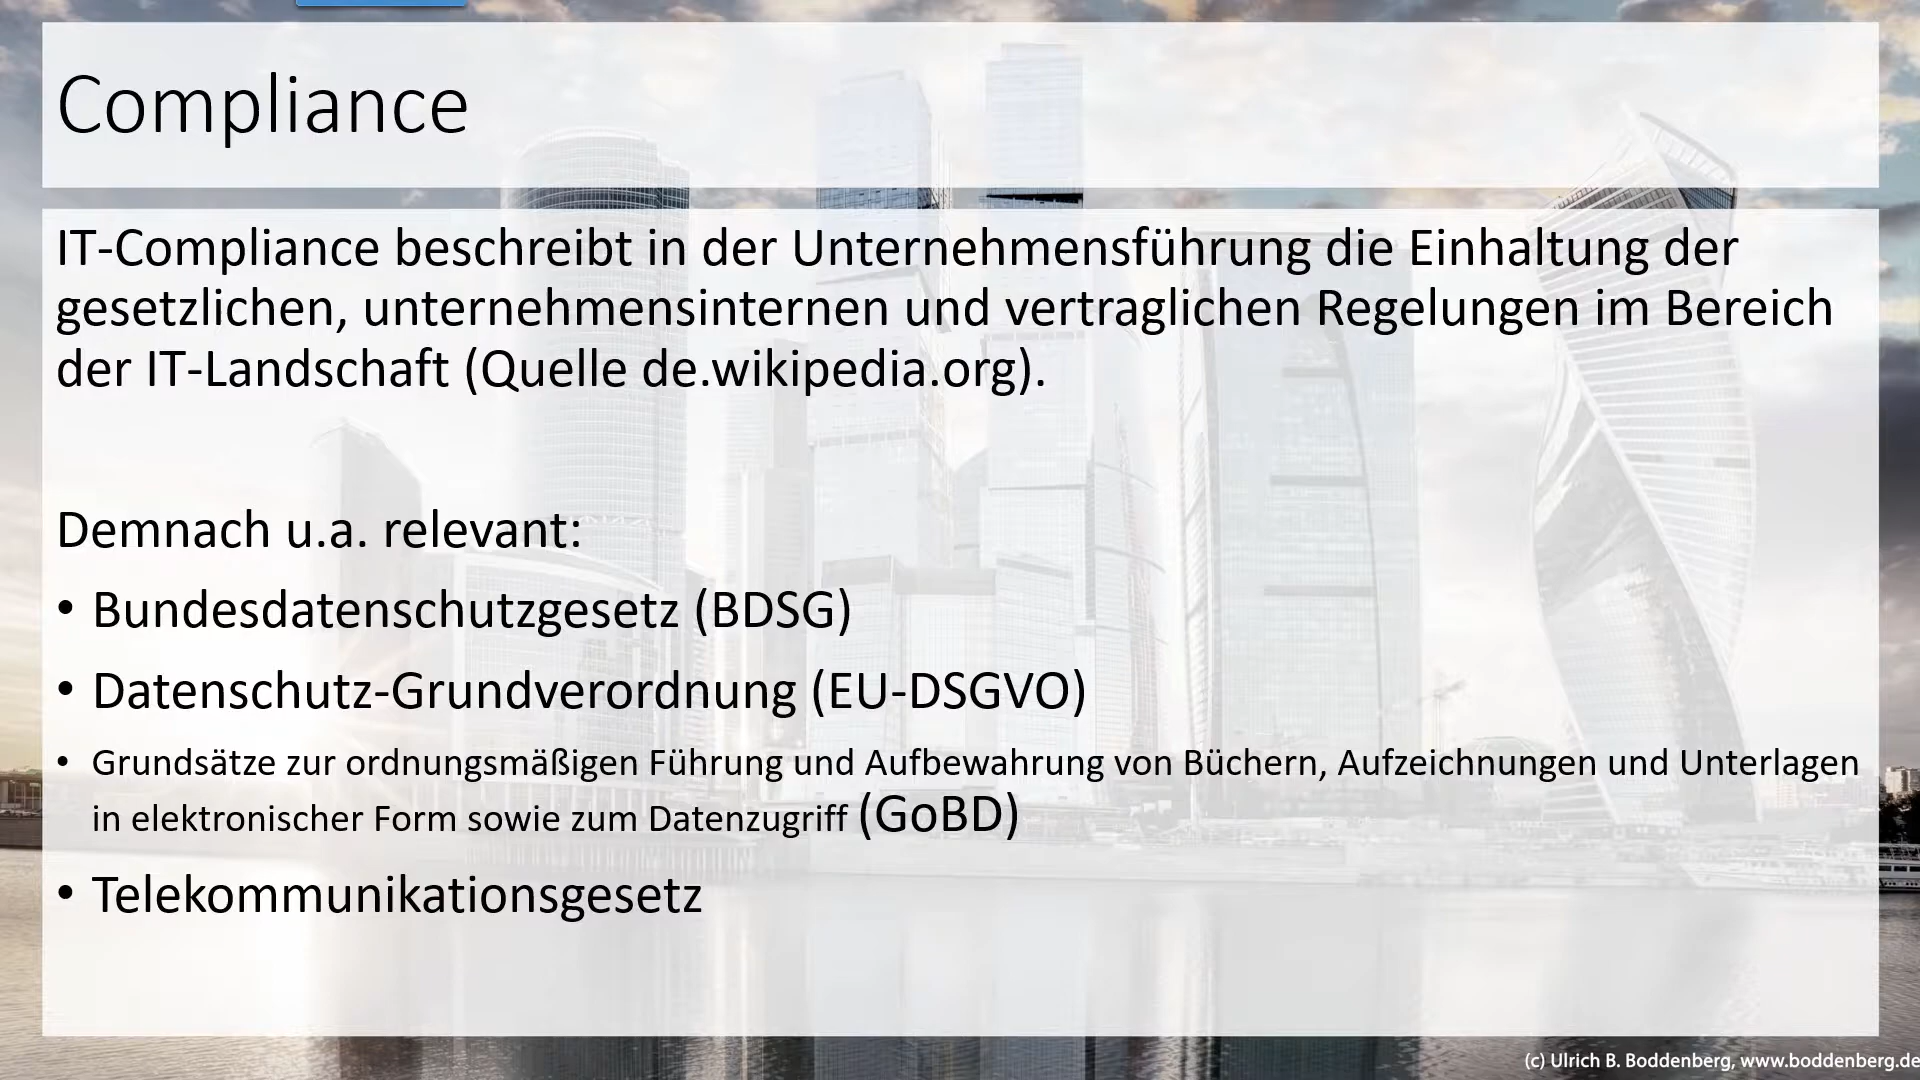 Compliance
IT-Compliance beschreibt in der Unternehmensführung die Einhaltung der
gesetzlichen, unternehmensinternen und vertraglichen Regelungen im Bereich
der IT-Landschaft (Quelle de.wikipedia.org).
Demnach u.a. relevant:
• Bundesdatenschutzgesetz (BDSG)
• Datenschutz-Grundverordnung (EU-DSGVO)
• Grundsätze zur ordnungsmäßigen Führung und Aufbewahrung von Büchern, Aufzeichnungen und Unterlagen
in elektronischer Form sowie zum Datenzugriff (GoBD)
• Telekommunikationsgesetz
(c) Ulrich B. Boddenberg, www.boddenberg.de